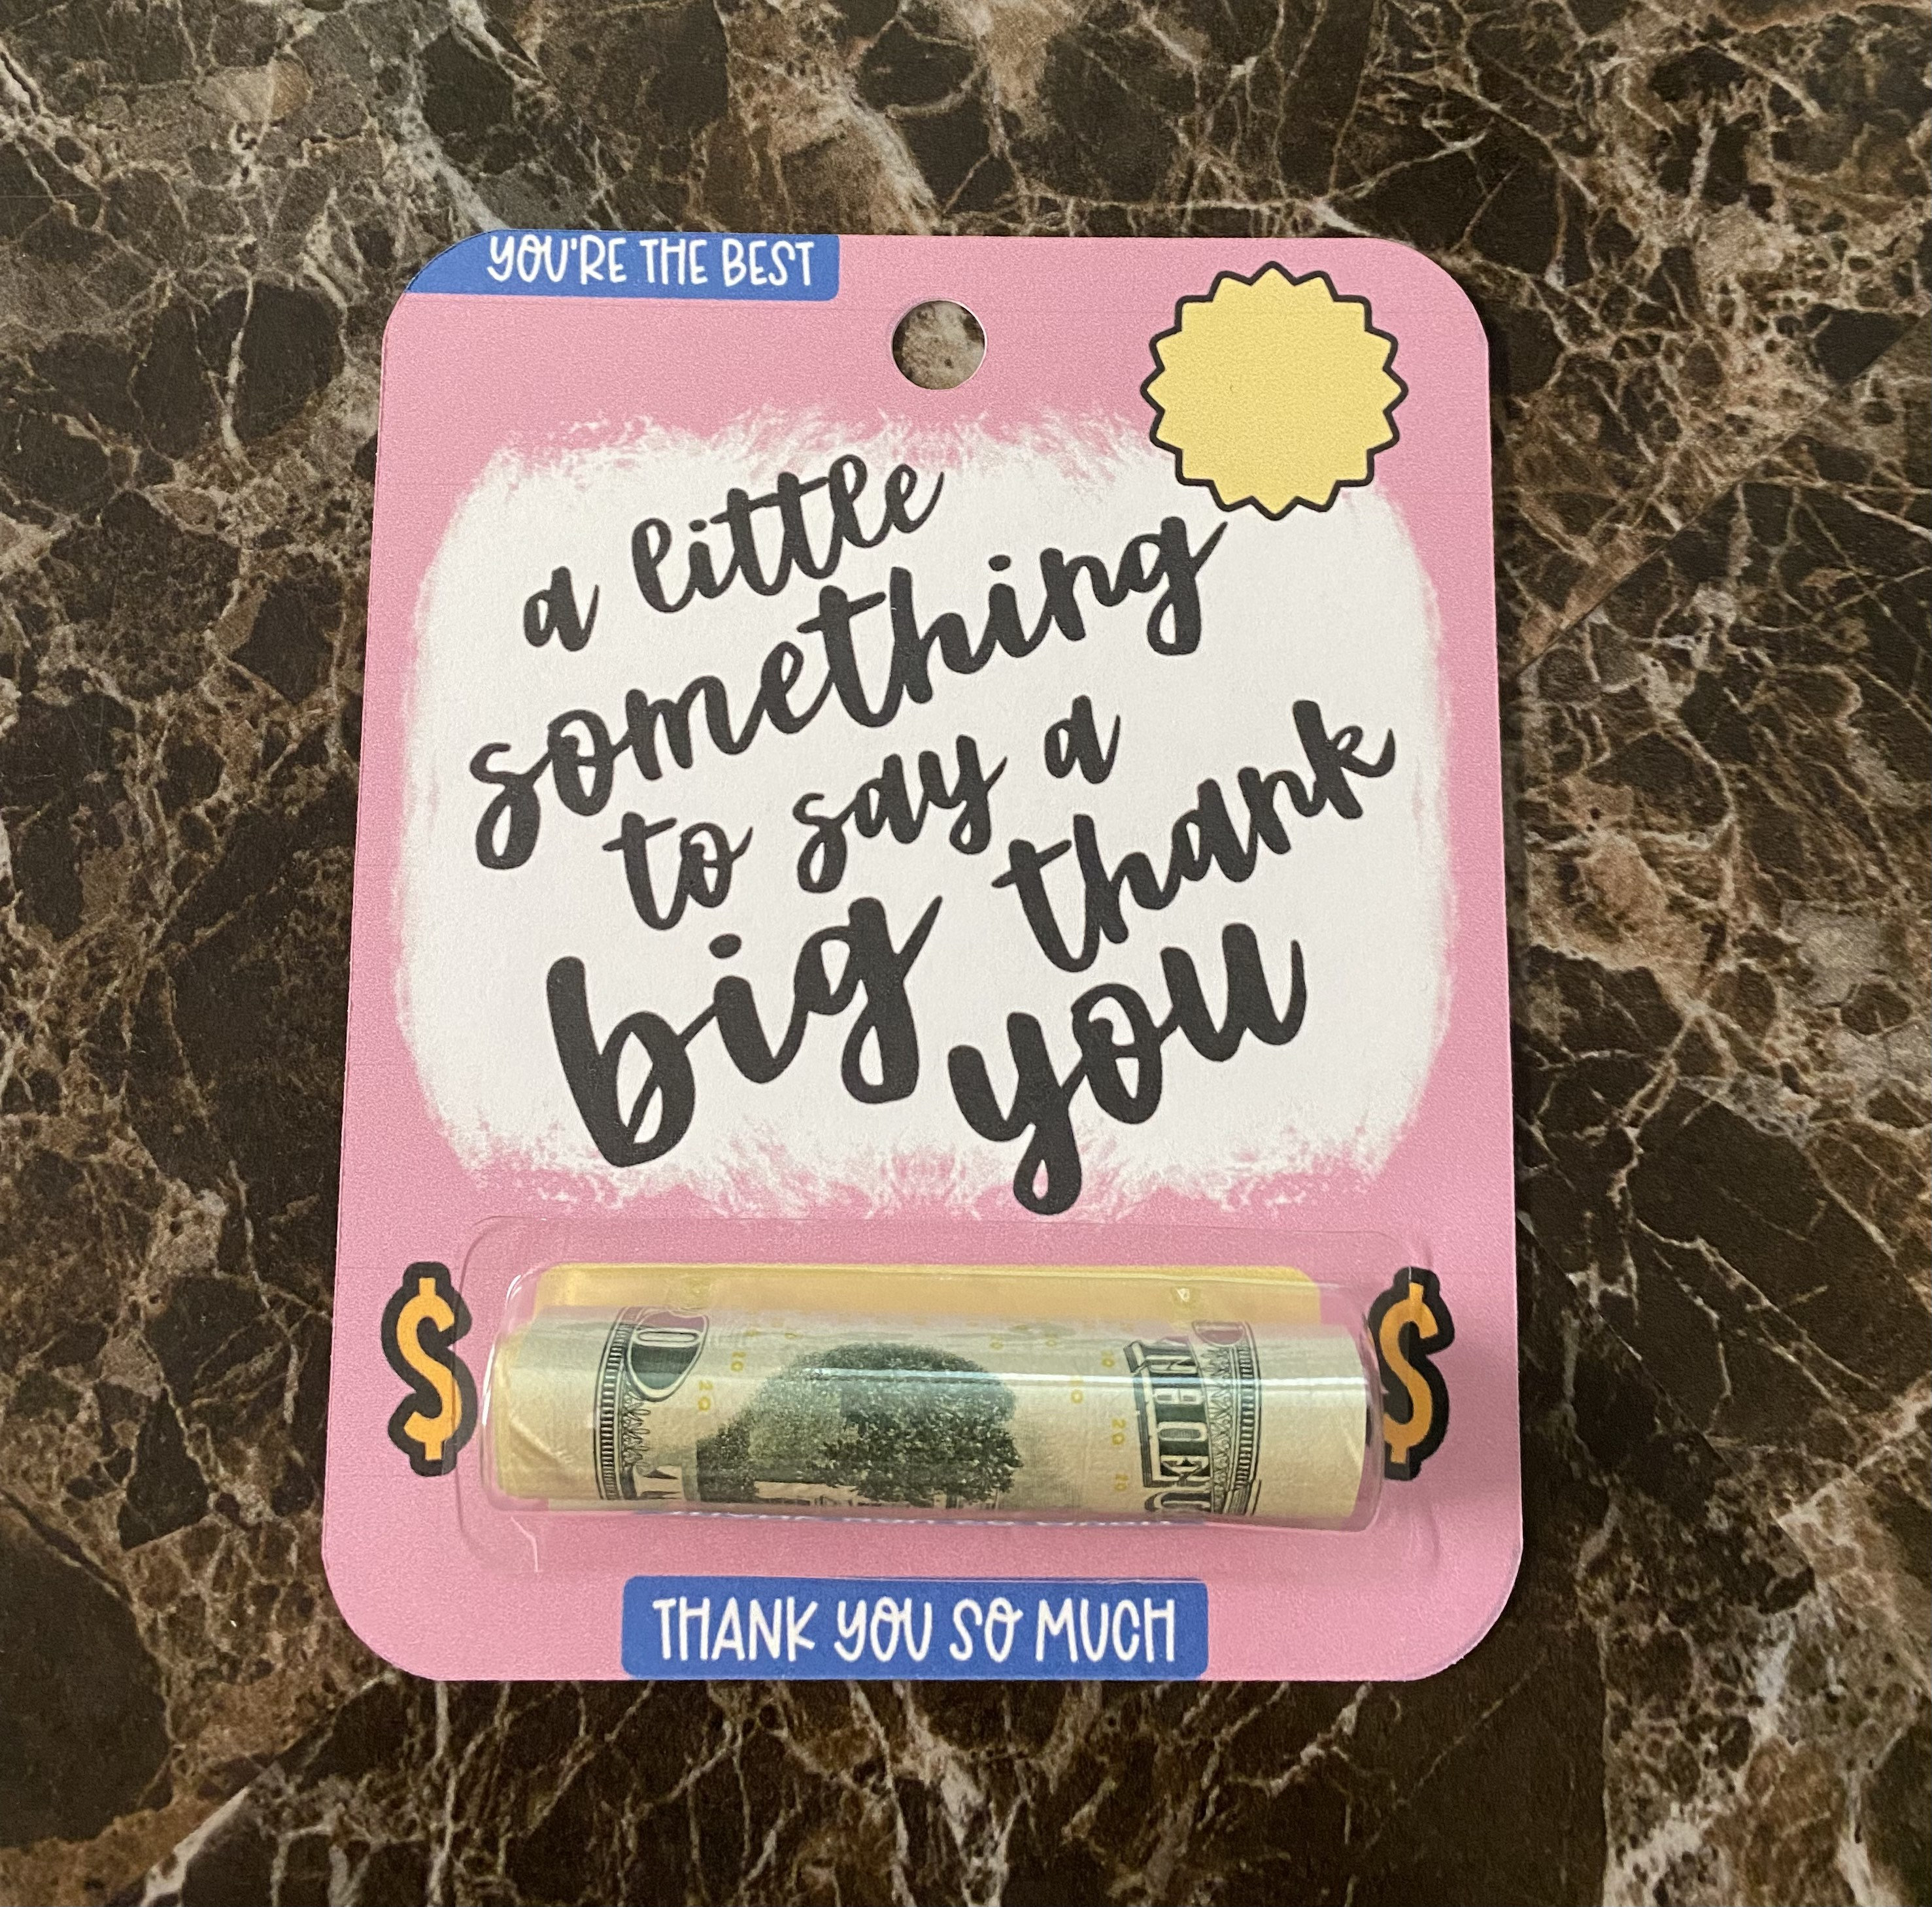 YOU'RE THE BEST
a little
something
to say a
big thank
you
$ $
THANK YOU SO MUCH